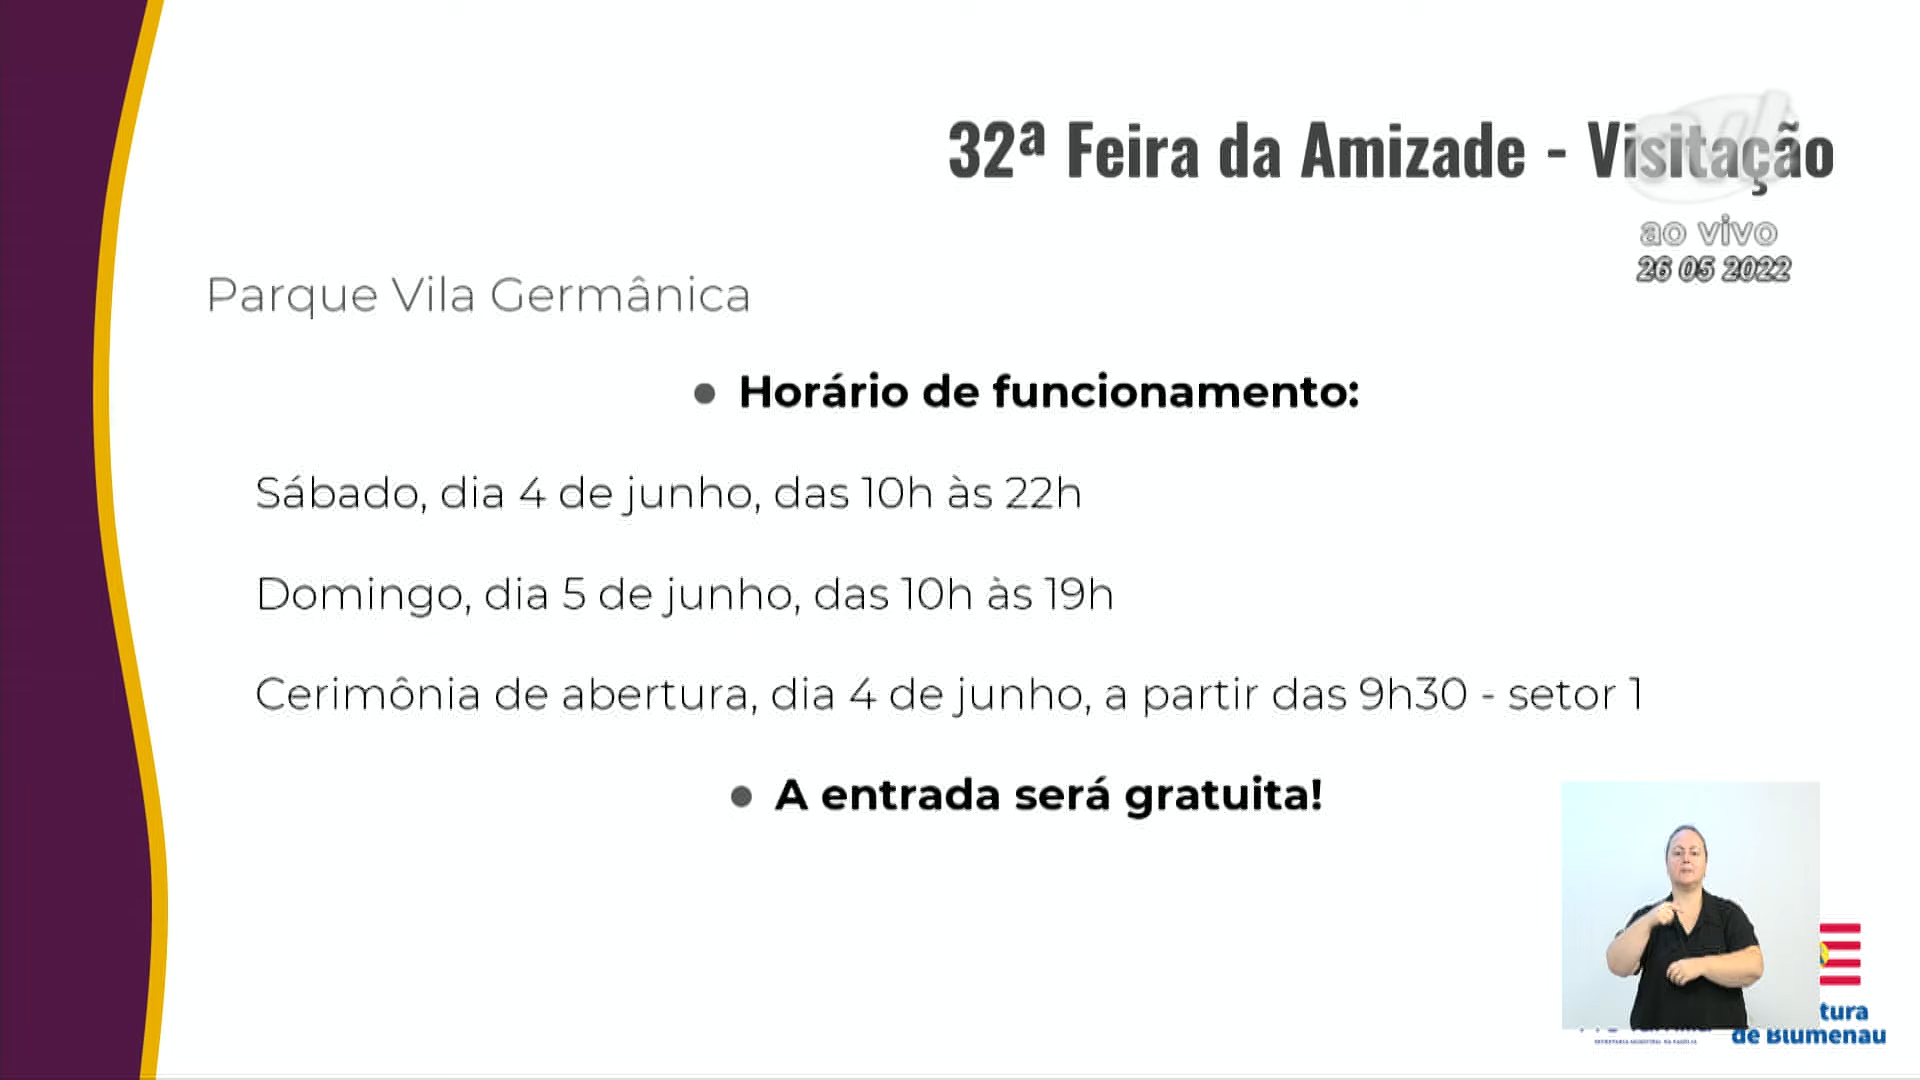 32ª Feira da Amizade - Visitação
ao vivo
26 05 2022
Parque Vila Germânica
● Horário de funcionamento:
Sábado, dia 4 de junho, das 10h às 22h
Domingo, dia 5 de junho, das 10h às 19h
Cerimônia de abertura, dia 4 de junho, a partir das 9h30 - setor 1
● A entrada será gratuita!
tura
de Blumenau